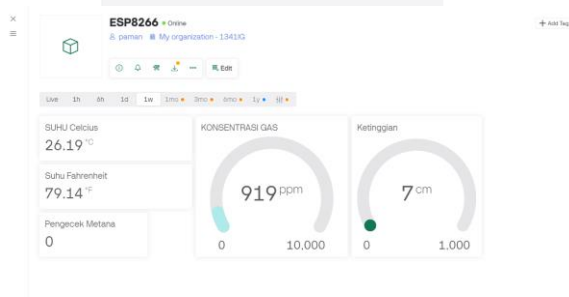 ESP8266 • Online
+ Add Tag
paman My organization - 1341IG
Edit
Live 1h 6h 1d 1w 1mo • 3mo • 6mo • 1y •
SUHU Celcius
26.19 °C
Suhu Fahrenheit
79.14 °F
Pengecek Metana
0
KONSENTRASI GAS
919 ppm
0 10,000
Ketinggian
7 cm
0 1,000